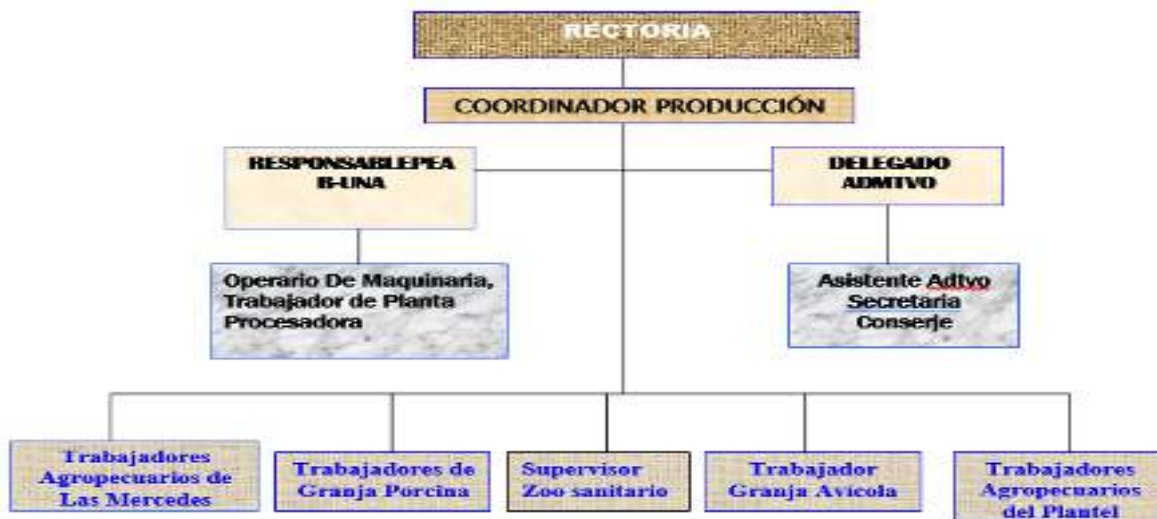 RECTORIA
COORDINADOR PRODUCCIÓN
RESPONSABLEPEA
B-UNA
DELEGADO
ADMTVO
Operario De Maquinaria,
Trabajador de Planta
Procesadora
Asistente Adtvo
Secretaria
Conserje
Trabajadores
Agropecuarios de
Las Mercedes
Trabajadores de
Granja Porcina
Supervisor
Zoo sanitario
Trabajador
Granja Avícola
Trabajadores
Agropecuarios
del Plantel